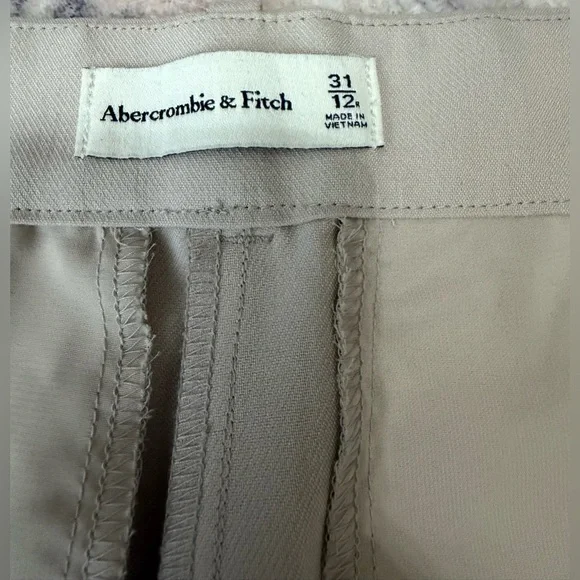 Abercrombie & Fitch
31
12R
MADE IN
VIETNAM